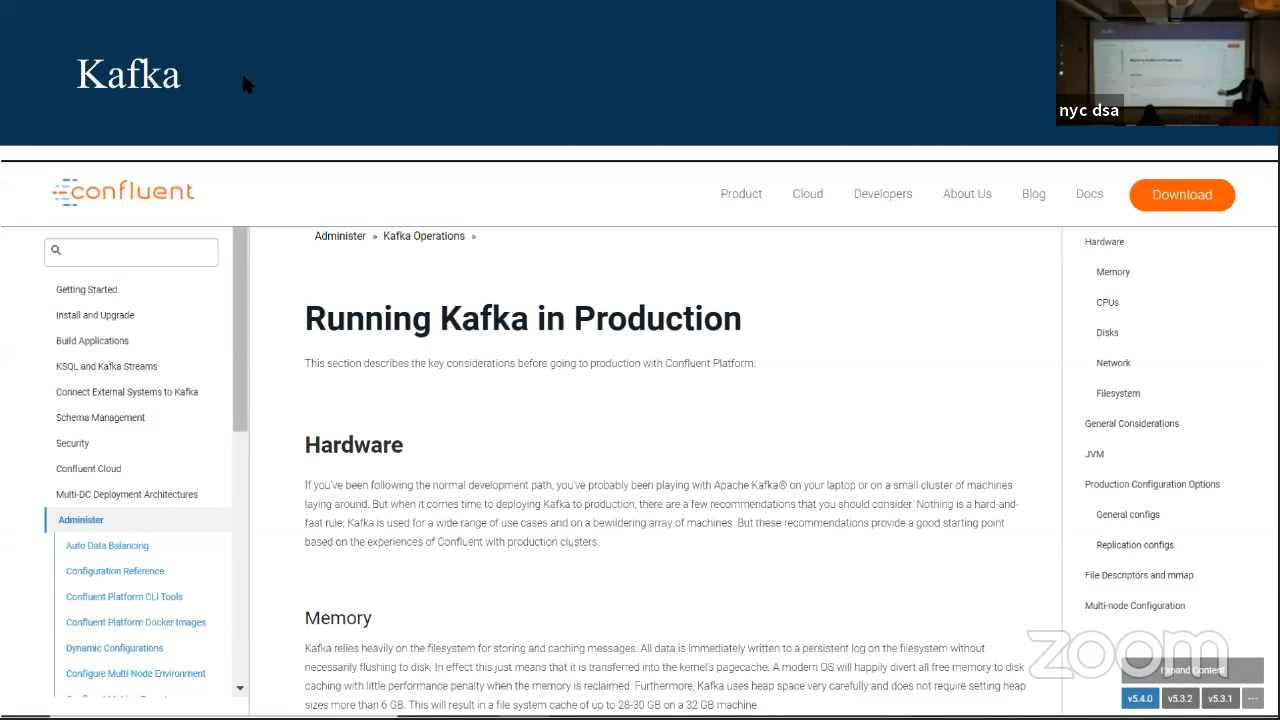 Kafka
nyc dsa
confluent
Product Cloud Developers About Us Blog Docs Download
Administer » Kafka Operations »
Getting Started
Install and Upgrade
Build Applications
KSQL and Kafka Streams
Connect External Systems to Kafka
Schema Management
Security
Confluent Cloud
Multi-DC Deployment Architectures
Administer
Auto Data Balancing
Configuration Reference
Confluent Platform CLI Tools
Confluent Platform Docker Images
Dynamic Configurations
Configure Multi-Node Environment
Running Kafka in Production
This section describes the key considerations before going to production with Confluent Platform.
Hardware
If you've been following the normal development path, you've probably been playing with Apache Kafka® on your laptop or on a small cluster of machines
laying around. But when it comes time to deploying Kafka to production, there are a few recommendations that you should consider. Nothing is a hard-and-
fast rule; Kafka is used for a wide range of use cases and on a bewildering array of machines. But these recommendations provide a good starting point
based on the experiences of Confluent with production clusters.
Memory
Kafka relies heavily on the filesystem for storing and caching messages. All data is immediately written to a persistent log on the filesystem without
necessarily flushing to disk. In effect this just means that it is transferred into the kernel's pagecache. A modern OS will happily divert all free memory to disk
caching with little performance penalty when the memory is reclaimed. Furthermore, Kafka uses heap space very carefully and does not require setting heap
sizes more than 6 GB. This will result in a file system cache of up to 28-30 GB on a 32 GB machine.
Hardware
Memory
CPUs
Disks
Network
Filesystem
General Considerations
JVM
Production Configuration Options
General configs
Replication configs
File Descriptors and mmap
Multi-node Configuration
zoom
Expand Content
v5.4.0 v5.3.2 v5.3.1 ...